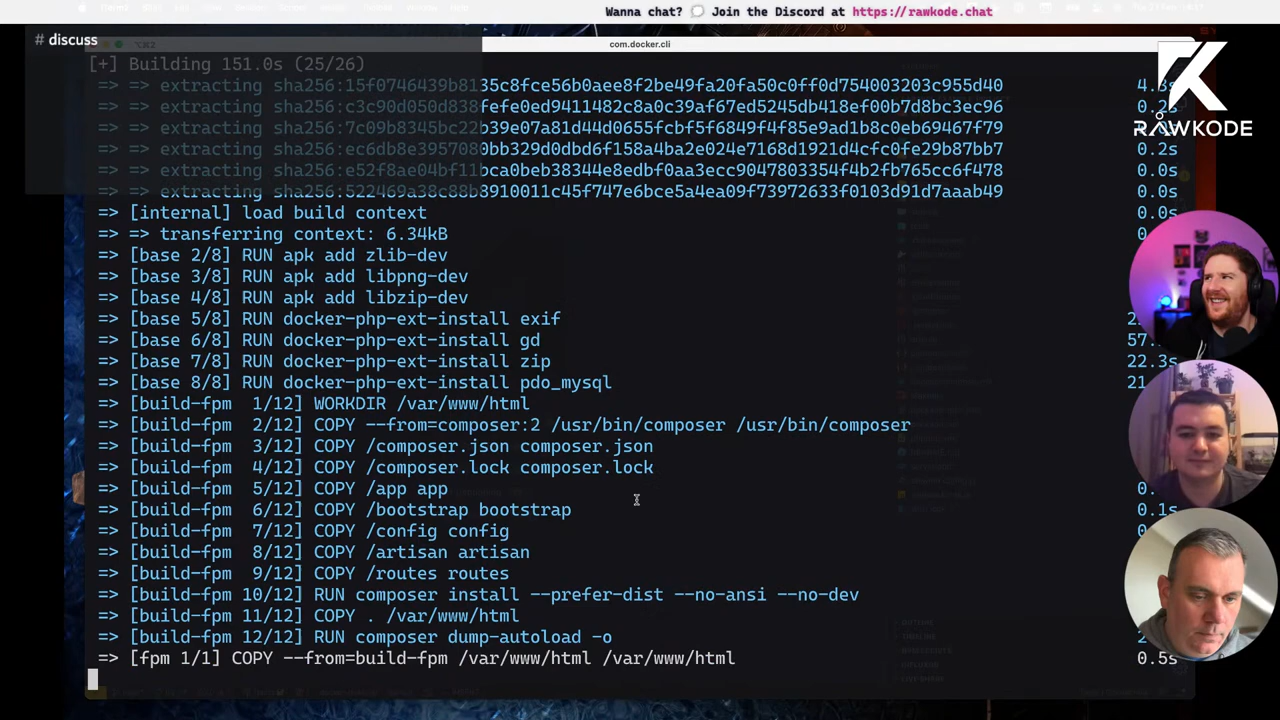 Wanna chat? Join the Discord at https://rawkode.chat
# discuss
com.docker.cli
[+] Building 151.0s (25/26)
=> => extracting sha256:15f0746439b8135c8fce56b0aee8f2be49fa20fa50c0ff0d754003203c955d40 4.3s
=> => extracting sha256:c3c90d050d838fefe0ed9411482c8a0c39af67ed5245db418ef00b7d8bc3ec96 0.2s
=> => extracting sha256:7c09b8345bc22b39e07a81d44d0655fcbf5f6849f4f85e9ad1b8c0eb69467f79
=> => extracting sha256:ec6db8e3957080bb329d0dbd6f158a4ba2e024e7168d1921d4cfc0fe29b87bb7 0.2s
=> => extracting sha256:e52f8ae04bf11bca0beb38344e8edbf0aa3ecc9047803354f4b2fb765cc6f478 0.0s
=> => extracting sha256:522469a38c88b8910011c45f747e6bce5a4ea09f73972633f0103d91d7aaab49 0.0s
=> [internal] load build context 0.0s
=> => transferring context: 6.34kB
=> [base 2/8] RUN apk add zlib-dev
=> [base 3/8] RUN apk add libpng-dev
=> [base 4/8] RUN apk add libzip-dev
=> [base 5/8] RUN docker-php-ext-install exif
=> [base 6/8] RUN docker-php-ext-install gd 57.
=> [base 7/8] RUN docker-php-ext-install zip 22.3s
=> [base 8/8] RUN docker-php-ext-install pdo_mysql 21
=> [build-fpm 1/12] WORKDIR /var/www/html
=> [build-fpm 2/12] COPY --from=composer:2 /usr/bin/composer /usr/bin/composer
=> [build-fpm 3/12] COPY /composer.json composer.json
=> [build-fpm 4/12] COPY /composer.lock composer.lock
=> [build-fpm 5/12] COPY /app app 0.
=> [build-fpm 6/12] COPY /bootstrap bootstrap 0.1s
=> [build-fpm 7/12] COPY /config config
=> [build-fpm 8/12] COPY /artisan artisan
=> [build-fpm 9/12] COPY /routes routes
=> [build-fpm 10/12] RUN composer install --prefer-dist --no-ansi --no-dev
=> [build-fpm 11/12] COPY . /var/www/html
=> [build-fpm 12/12] RUN composer dump-autoload -o
=> [fpm 1/1] COPY --from=build-fpm /var/www/html /var/www/html 0.5s
RAWKODE